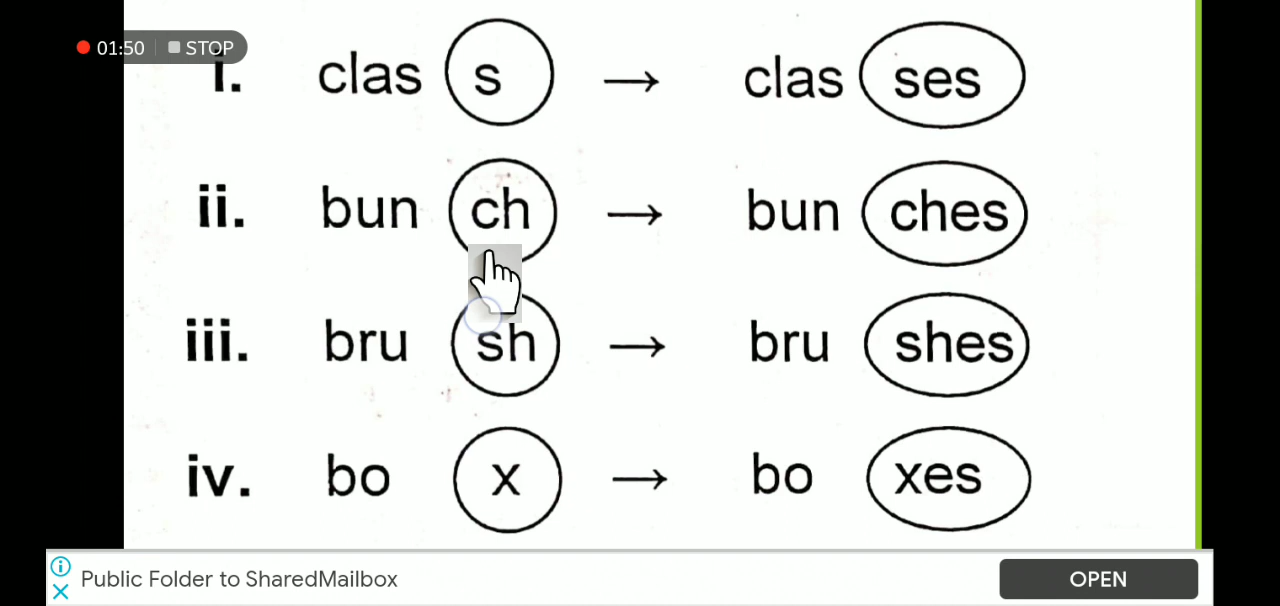 01:50 STOP
i. clas s → clas ses
ii. bun ch → bun ches
iii. bru sh → bru shes
iv. bo x → bo xes
Public Folder to SharedMailbox OPEN